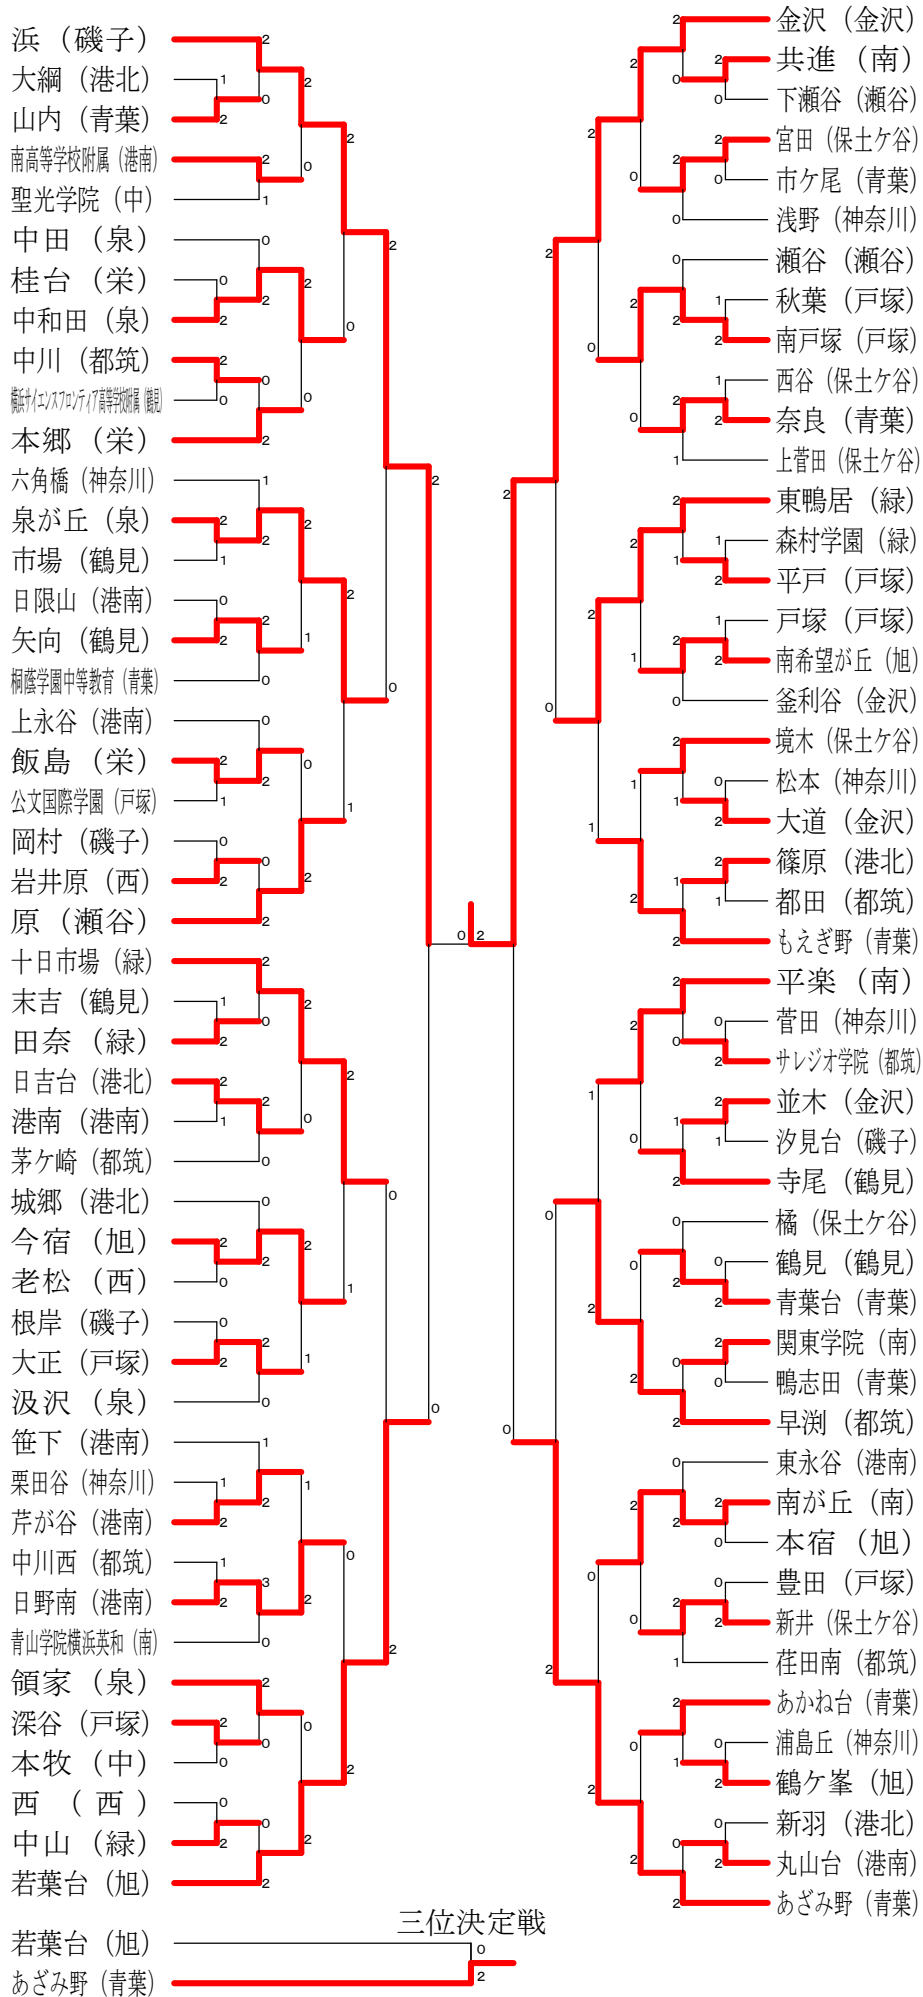 浜（磯子）
大綱（港北）
山内（青葉）
南高等学校附属（港南）
聖光学院（中）
中田（泉）
桂台（栄）
中和田（泉）
中川（都筑）
横浜サイエンスフロンティア高等学校附属（鶴見）
本郷（栄）
六角橋（神奈川）
泉が丘（泉）
市場（鶴見）
日限山（港南）
矢向（鶴見）
桐蔭学園中等教育（青葉）
上永谷（港南）
飯島（栄）
公文国際学園（戸塚）
岡村（磯子）
岩井原（西）
原（瀬谷）
十日市場（緑）
末吉（鶴見）
田奈（緑）
日吉台（港北）
港南（港南）
茅ケ崎（都筑）
城郷（港北）
今宿（旭）
老松（西）
根岸（磯子）
大正（戸塚）
汲沢（泉）
笹下（港南）
栗田谷（神奈川）
芹が谷（港南）
中川西（都筑）
日野南（港南）
青山学院横浜英和（南）
領家（泉）
深谷（戸塚）
本牧（中）
西（西）
中山（緑）
若葉台（旭）
金沢（金沢）
共進（南）
下瀬谷（瀬谷）
宮田（保土ケ谷）
市ケ尾（青葉）
浅野（神奈川）
瀬谷（瀬谷）
秋葉（戸塚）
南戸塚（戸塚）
西谷（保土ケ谷）
奈良（青葉）
上菅田（保土ケ谷）
東鴨居（緑）
森村学園（緑）
平戸（戸塚）
戸塚（戸塚）
南希望が丘（旭）
釜利谷（金沢）
境木（保土ケ谷）
松本（神奈川）
大道（金沢）
篠原（港北）
都田（都筑）
もえぎ野（青葉）
平楽（南）
菅田（神奈川）
サレジオ学院（都筑）
並木（金沢）
汐見台（磯子）
寺尾（鶴見）
橘（保土ケ谷）
鶴見（鶴見）
青葉台（青葉）
関東学院（南）
鴨志田（青葉）
早渕（都筑）
東永谷（港南）
南が丘（南）
本宿（旭）
豊田（戸塚）
新井（保土ケ谷）
荏田南（都筑）
あかね台（青葉）
浦島丘（神奈川）
鶴ケ峯（旭）
新羽（港北）
丸山台（港南）
あざみ野（青葉）
0 2
三位決定戦
若葉台（旭） 0
あざみ野（青葉） 2